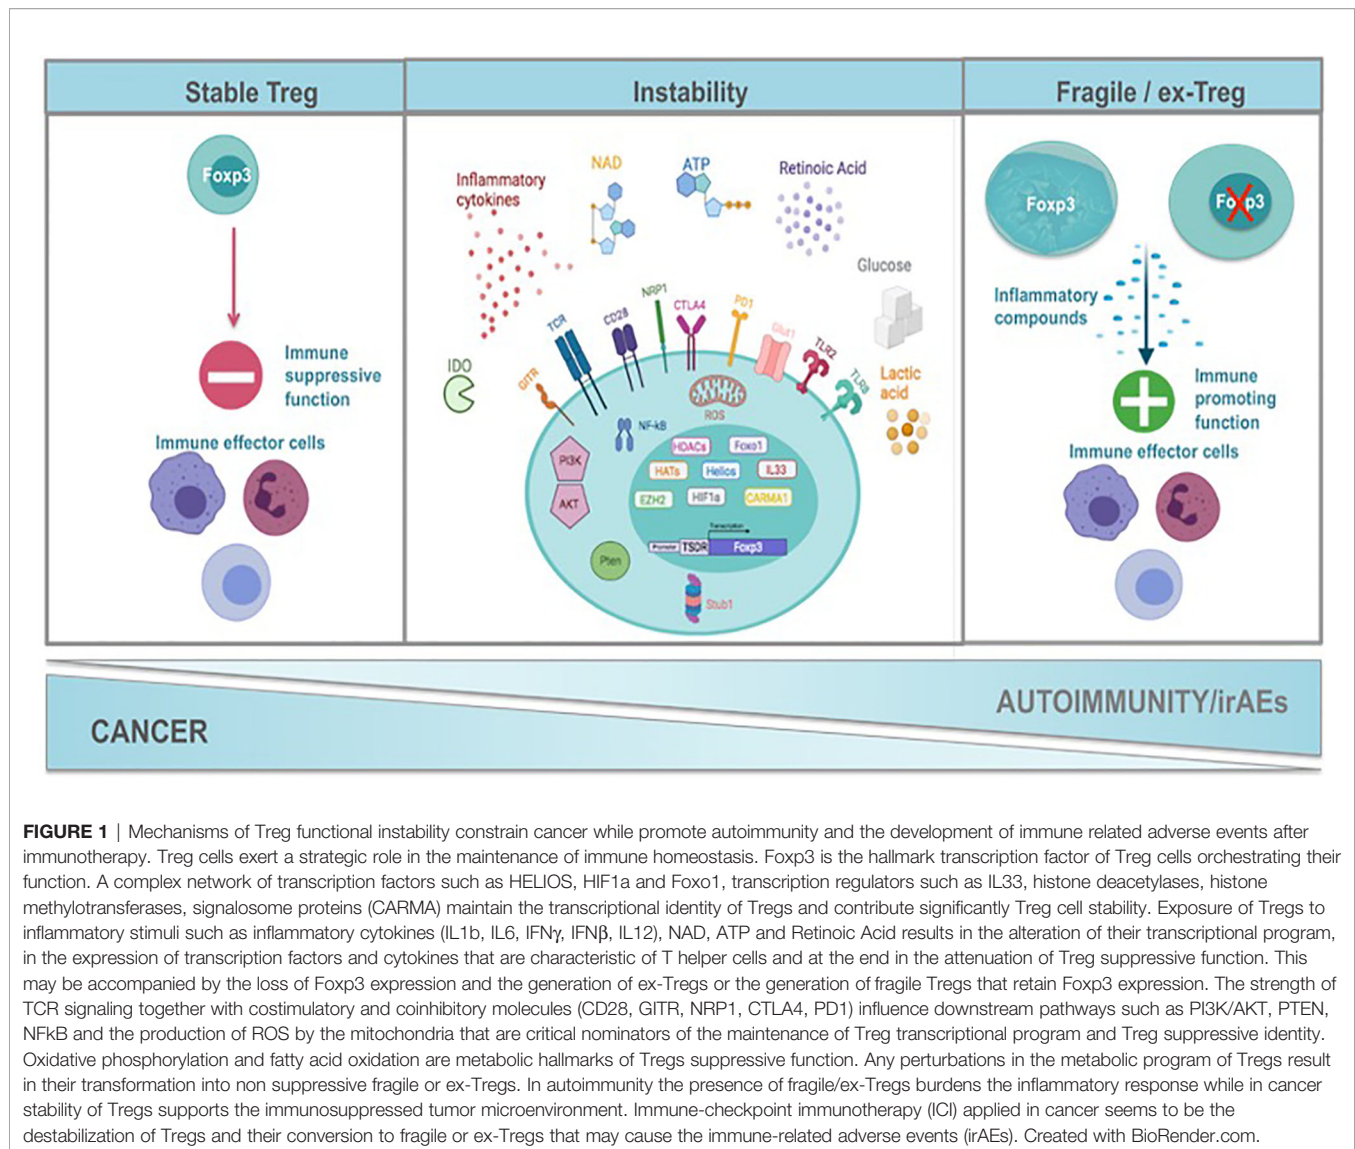 Stable Treg
Instability
Fragile / ex-Treg
Foxp3
Immune
suppressive
function
Immune effector cells
Inflammatory
cytokines
NAD
ATP
Retinoic Acid
Glucose
Lactic
acid
IDO
GITR
TCR
CD28
NRP1
CTLA4
PD1
Glut1
TLR2
TLR8
ROS
NF-kB
PI3K
AKT
Pten
HDACs
Foxo1
HATs
Helios
IL33
EZH2
HIF1a
CARMA1
Transcription
Promoter
TSDR
Foxp3
Stub1
Foxp3
Foxp3
Inflammatory
compounds
Immune
promoting
function
Immune effector cells
AUTOIMMUNITY/irAEs
CANCER
FIGURE 1 | Mechanisms of Treg functional instability constrain cancer while promote autoimmunity and the development of immune related adverse events after
immunotherapy. Treg cells exert a strategic role in the maintenance of immune homeostasis. Foxp3 is the hallmark transcription factor of Treg cells orchestrating their
function. A complex network of transcription factors such as HELIOS, HIF1a and Foxo1, transcription regulators such as IL33, histone deacetylases, histone
methylotransferases, signalosome proteins (CARMA) maintain the transcriptional identity of Tregs and contribute significantly Treg cell stability. Exposure of Tregs to
inflammatory stimuli such as inflammatory cytokines (IL1b, IL6, IFNγ, IFNβ, IL12), NAD, ATP and Retinoic Acid results in the alteration of their transcriptional program,
in the expression of transcription factors and cytokines that are characteristic of T helper cells and at the end in the attenuation of Treg suppressive function. This
may be accompanied by the loss of Foxp3 expression and the generation of ex-Tregs or the generation of fragile Tregs that retain Foxp3 expression. The strength of
TCR signaling together with costimulatory and coinhibitory molecules (CD28, GITR, NRP1, CTLA4, PD1) influence downstream pathways such as PI3K/AKT, PTEN,
NFkB and the production of ROS by the mitochondria that are critical nominators of the maintenance of Treg transcriptional program and Treg suppressive identity.
Oxidative phosphorylation and fatty acid oxidation are metabolic hallmarks of Tregs suppressive function. Any perturbations in the metabolic program of Tregs result
in their transformation into non suppressive fragile or ex-Tregs. In autoimmunity the presence of fragile/ex-Tregs burdens the inflammatory response while in cancer
stability of Tregs supports the immunosuppressed tumor microenvironment. Immune-checkpoint immunotherapy (ICI) applied in cancer seems to be the
destabilization of Tregs and their conversion to fragile or ex-Tregs that may cause the immune-related adverse events (irAEs). Created with BioRender.com.